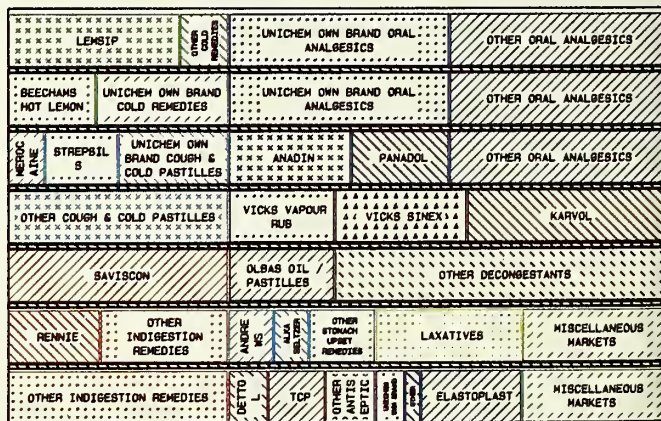 LEMSIP
OTHER
COLD
REMEDIES
UNICHEM OWN BRAND ORAL
ANALGESICS
OTHER ORAL ANALGESICS
BEECHAMS
HOT LEMON
UNICHEM OWN BRAND
COLD REMEDIES
UNICHEM OWN BRAND ORAL
ANALGESICS
OTHER ORAL ANALGESICS
MEROC
AINE
STREPSIL
S
UNICHEM OWN
BRAND COUGH &
COLD PASTILLES
ANADIN
PANADOL
OTHER ORAL ANALGESICS
OTHER COUGH & COLD PASTILLES
VICKS VAPOUR
RUB
VICKS SINEX
KARVOL
GAVISCON
OLBAS OIL /
PASTILLES
OTHER DECONGESTANTS
RENNIE
OTHER
INDIGESTION
REMEDIES
ANDRE
WS
ALKA
SELTZER
OTHER
STOMACH
UPSET
REMEDIES
LAXATIVES
MISCELLANEOUS
MARKETS
OTHER INDIGESTION REMEDIES
DETTO
L
TCP
OTHER
ANTIS
EPTIC
UNICHEM
OWN BRAND
ELASTOPLAST
MISCELLANEOUS
MARKETS